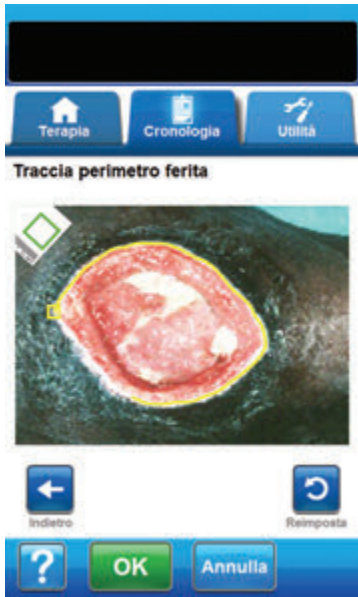 Terapia
Cronologia
Utilità
Traccia perimetro ferita
Indietro
Reimposta
?
OK
Annulla